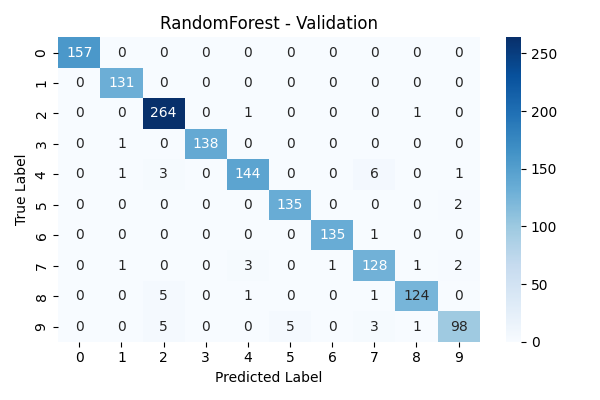 RandomForest - Validation
0 157 0 0 0 0 0 0 0 0 0
1 0 131 0 0 0 0 0 0 0 0
2 0 0 264 0 1 0 0 0 1 0
3 0 1 0 138 0 0 0 0 0 0
4 0 1 3 0 144 0 0 6 0 1
5 0 0 0 0 0 135 0 0 0 2
6 0 0 0 0 0 0 135 1 0 0
7 0 1 0 0 3 0 1 128 1 2
8 0 0 5 0 1 0 0 1 124 0
9 0 0 5 0 0 5 0 3 1 98
0 1 2 3 4 5 6 7 8 9
Predicted Label
True Label
250
200
150
100
50
0